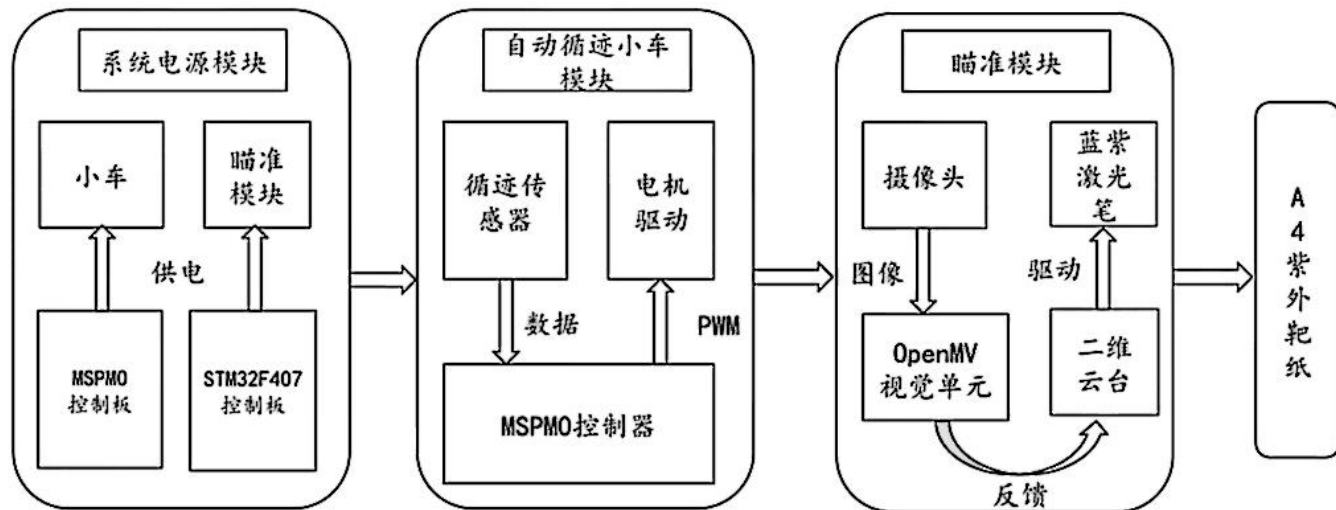 系统电源模块
小车
瞄准
模块
供电
MSPM0
控制板
STM32F407
控制板
自动循迹小车
模块
循迹传
感器
电机
驱动
数据
PWM
MSPM0控制器
瞄准模块
摄像头
蓝紫
激光
笔
图像
驱动
OpenMV
视觉单元
二维
云台
反馈
A
4
紫
外
靶
纸